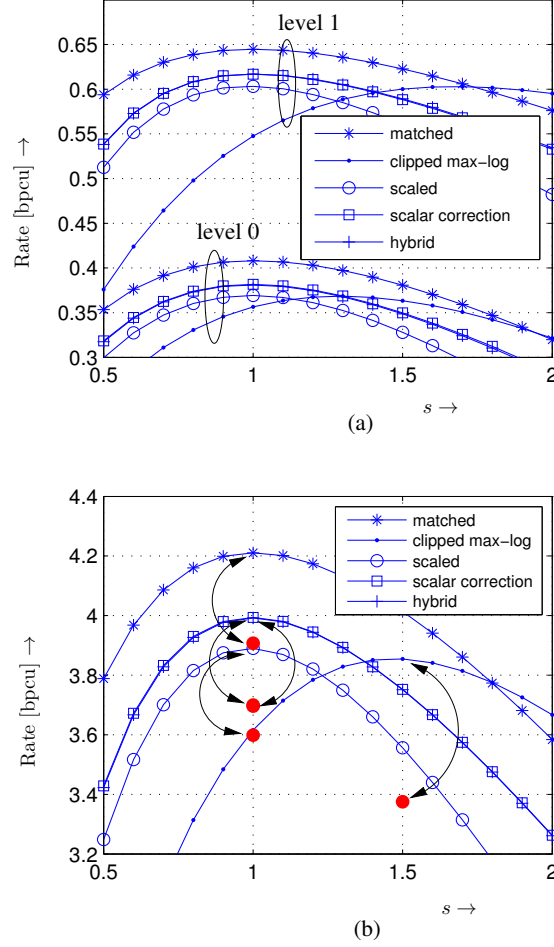 level 1
0.65
0.6
0.55
0.5
0.45
0.4
0.35
0.3
Rate [bpcu] →
matched
clipped max−log
scaled
scalar correction
hybrid
level 0
0.5
1
1.5
2
s →
(a)
4.4
4.2
4
3.8
3.6
3.4
3.2
Rate [bpcu] →
matched
clipped max−log
scaled
scalar correction
hybrid
0.5
1
1.5
2
s →
(b)